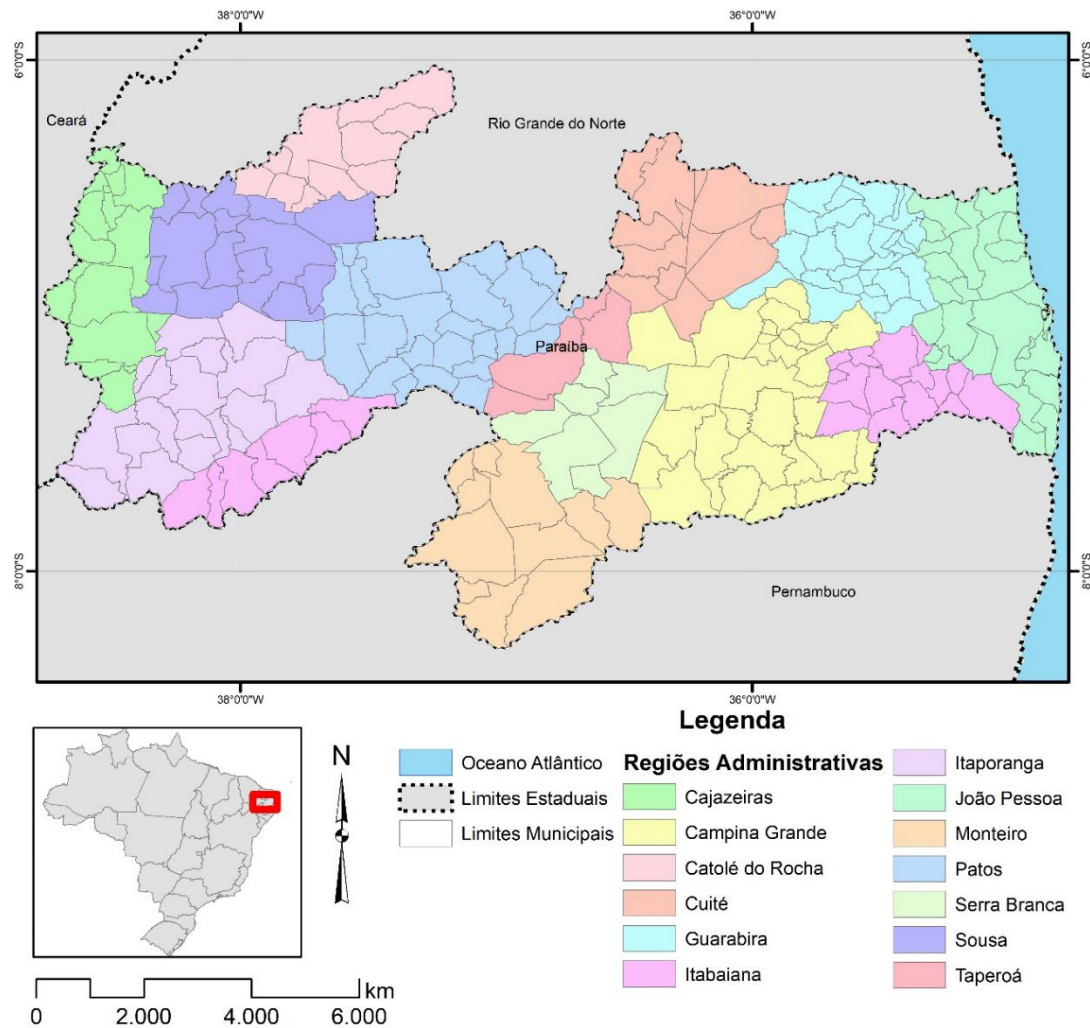 38°0'0"W 36°0'0"W
6°0'0"S 6°0'0"S
Ceará
Rio Grande do Norte
Paraíba
8°0'0"S 8°0'0"S
Pernambuco
38°0'0"W 36°0'0"W
N
km
0 2.000 4.000 6.000
Legenda
Oceano Atlântico
Limites Estaduais
Limites Municipais
Regiões Administrativas
Cajazeiras
Campina Grande
Catolé do Rocha
Cuité
Guarabira
Itabaiana
Itaporanga
João Pessoa
Monteiro
Patos
Serra Branca
Sousa
Taperoá